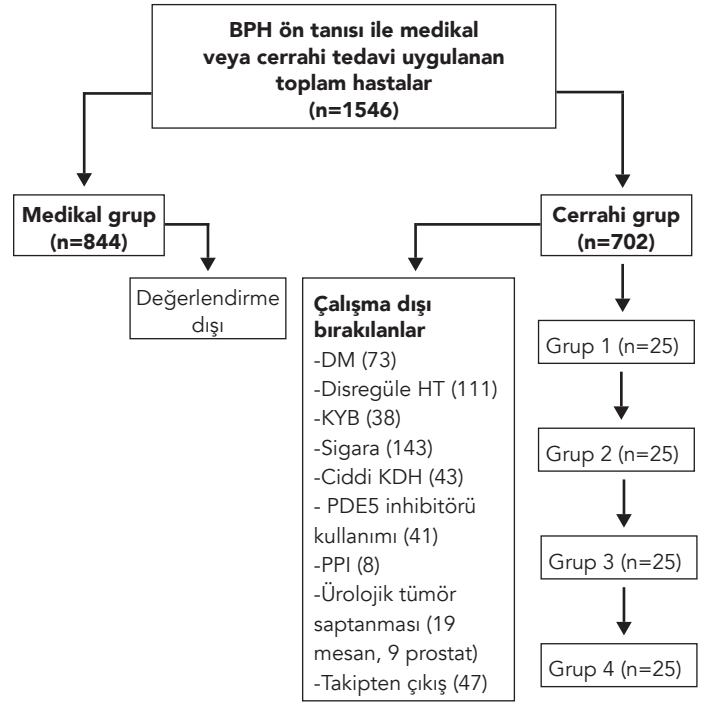 BPH ön tanısı ile medikal
veya cerrahi tedavi uygulanan
toplam hastalar
(n=1546)
Medikal grup
(n=844)
Cerrahi grup
(n=702)
Değerlendirme
dışı
Çalışma dışı
bırakılanlar
-DM (73)
-Disregüle HT (111)
-KYB (38)
-Sigara (143)
-Ciddi KDH (43)
- PDE5 inhibitörü
kullanımı (41)
-PPI (8)
-Ürolojik tümör
saptanması (19
mesan, 9 prostat)
-Takipten çıkış (47)
Grup 1 (n=25)
Grup 2 (n=25)
Grup 3 (n=25)
Grup 4 (n=25)